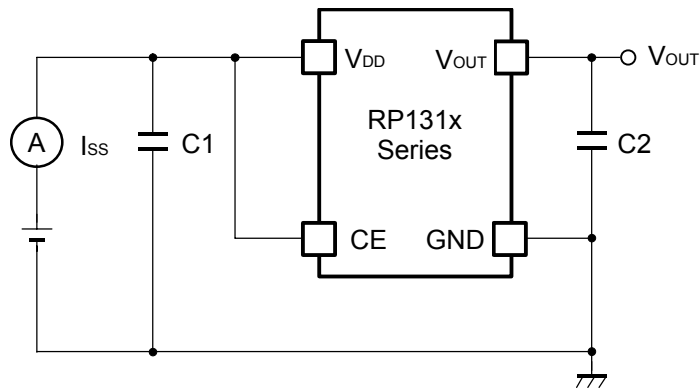 VDD
VOUT
VOUT
RP131x
Series
A
ISS
C1
C2
CE
GND